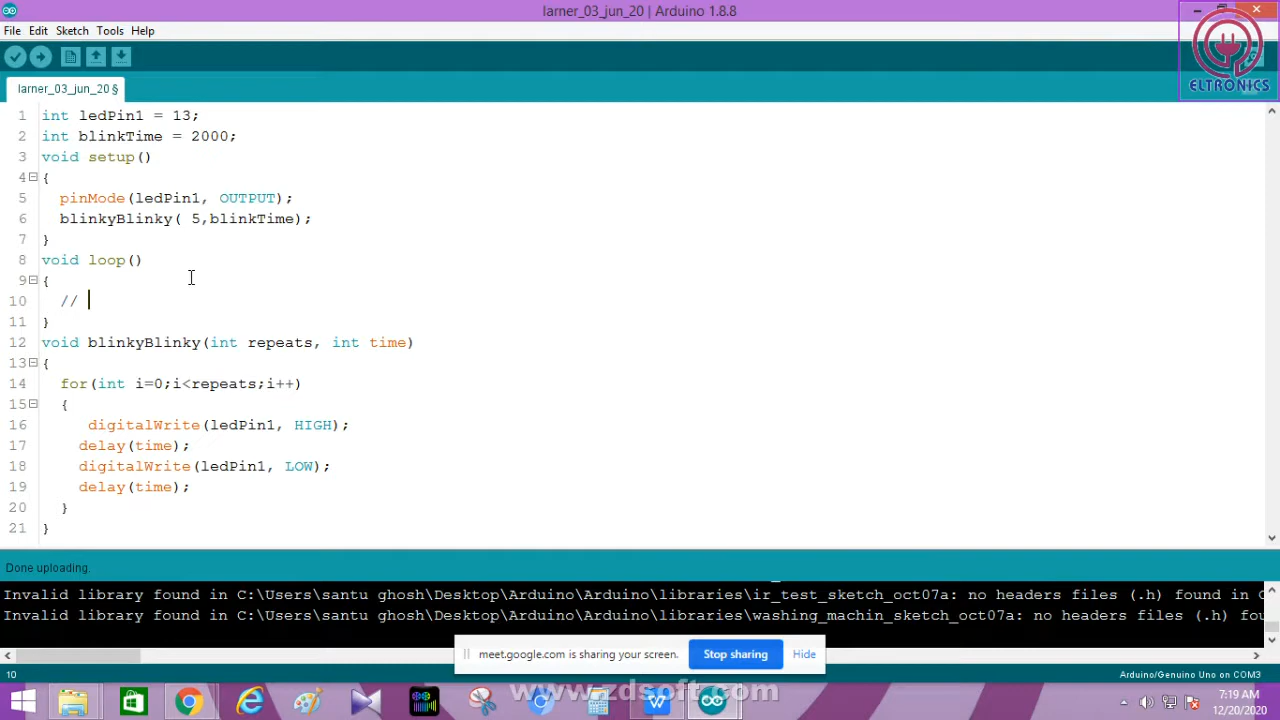 larner_03_jun_20 | Arduino 1.8.8
File Edit Sketch Tools Help
ELTRONICS
larner_03_jun_20 §
1 int ledPin1 = 13;
2 int blinkTime = 2000;
3 void setup()
4 {
5 pinMode(ledPin1, OUTPUT);
6 blinkyBlinky( 5,blinkTime);
7 }
8 void loop()
9 {
10 //
11 }
12 void blinkyBlinky(int repeats, int time)
13 {
14 for(int i=0;i<repeats;i++)
15 {
16 digitalWrite(ledPin1, HIGH);
17 delay(time);
18 digitalWrite(ledPin1, LOW);
19 delay(time);
20 }
21 }
Done uploading.
Invalid library found in C:\Users\santu ghosh\Desktop\Arduino\Arduino\libraries\ir_test_sketch_oct07a: no headers files (.h) found in C
Invalid library found in C:\Users\santu ghosh\Desktop\Arduino\Arduino\libraries\washing_machin_sketch_oct07a: no headers files (.h) fou
meet.google.com is sharing your screen. Stop sharing Hide
10 Arduino/Genuino Uno on COM3
www.zdsoft.com
7:19 AM
12/20/2020